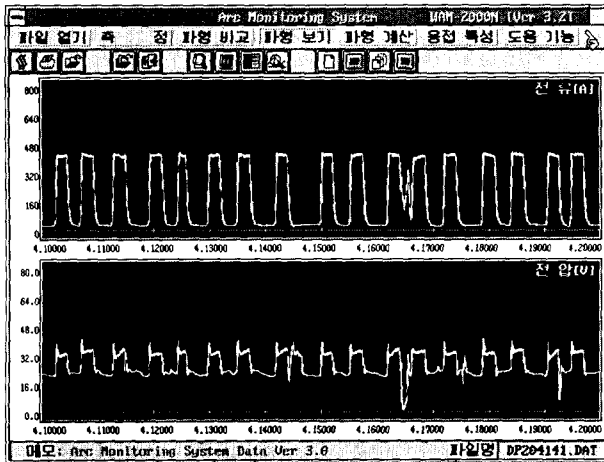 Arc Monitoring System WAM-2000N (Ver 3.2)
파일 열기 측 정 파형 비교 파형 보기 파형 계산 용접 특성 도움 기능
전 류[A]
800
640
480
320
160
0
4.10000 4.11000 4.12000 4.13000 4.14000 4.15000 4.16000 4.17000 4.18000 4.19000 4.20000
전 압[V]
80.0
64.0
48.0
32.0
16.0
0.0
4.10000 4.11000 4.12000 4.13000 4.14000 4.15000 4.16000 4.17000 4.18000 4.19000 4.20000
메모: Arc Monitoring System Data Ver 3.0 파일명 DP204141.DAT